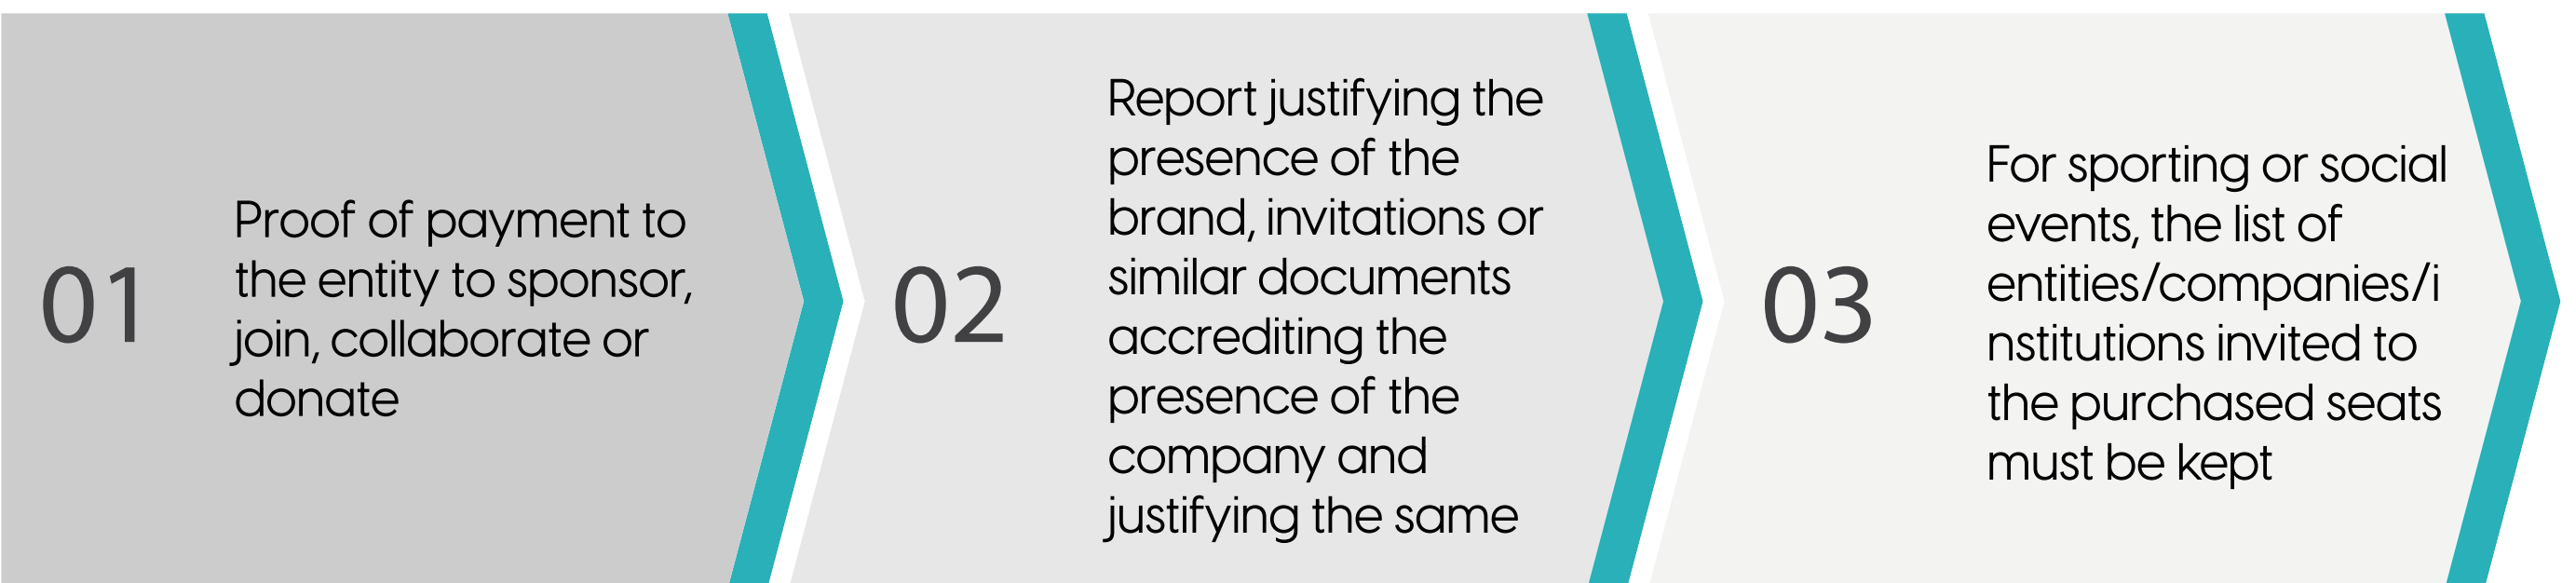 01
Proof of payment to
the entity to sponsor,
join, collaborate or
donate
02
Report justifying the
presence of the
brand, invitations or
similar documents
accrediting the
presence of the
company and
justifying the same
03
For sporting or social
events, the list of
entities/companies/i
nstitutions invited to
the purchased seats
must be kept